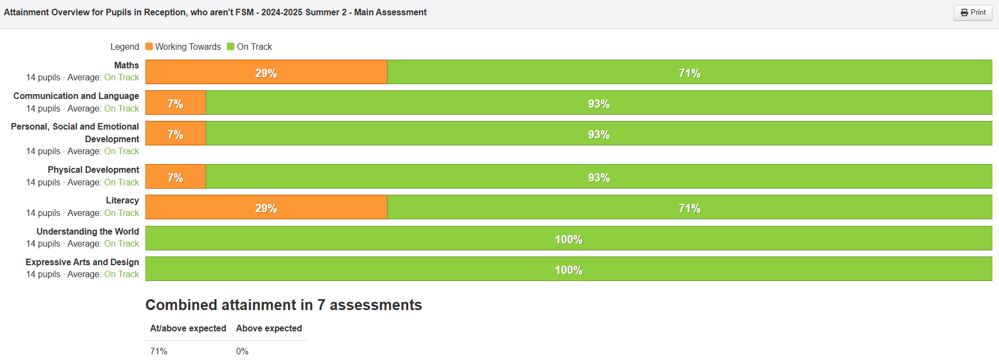 Attainment Overview for Pupils in Reception, who aren't FSM - 2024-2025 Summer 2 - Main Assessment
Print
Legend Working Towards On Track
Maths
14 pupils · Average: On Track
29% 71%
Communication and Language
14 pupils · Average: On Track
7% 93%
Personal, Social and Emotional
Development
14 pupils · Average: On Track
7% 93%
Physical Development
14 pupils · Average: On Track
7% 93%
Literacy
14 pupils · Average: On Track
29% 71%
Understanding the World
14 pupils · Average: On Track
100%
Expressive Arts and Design
14 pupils · Average: On Track
100%
Combined attainment in 7 assessments
At/above expected Above expected
71% 0%